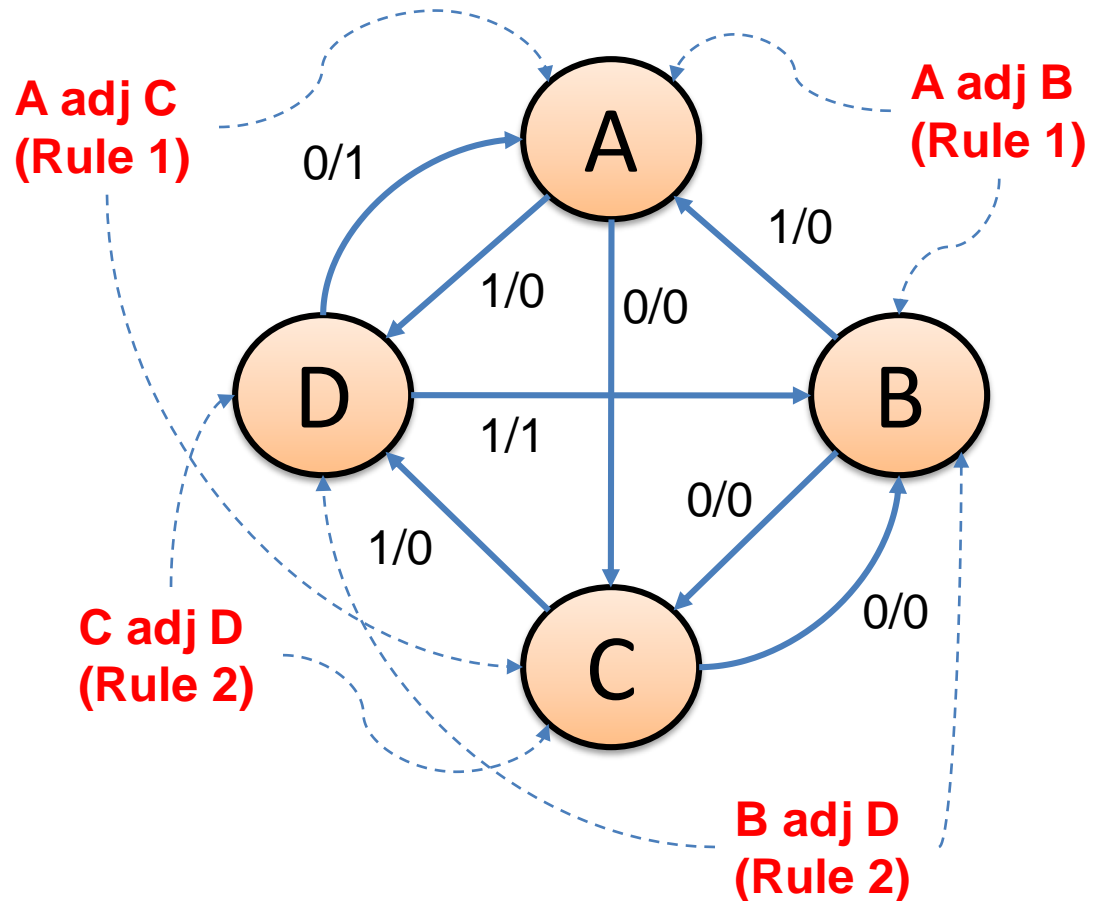 A adj C
(Rule 1)
A
A adj B
(Rule 1)
0/1
1/0
1/0
0/0
D
B
1/1
0/0
1/0
0/0
C adj D
(Rule 2)
C
B adj D
(Rule 2)